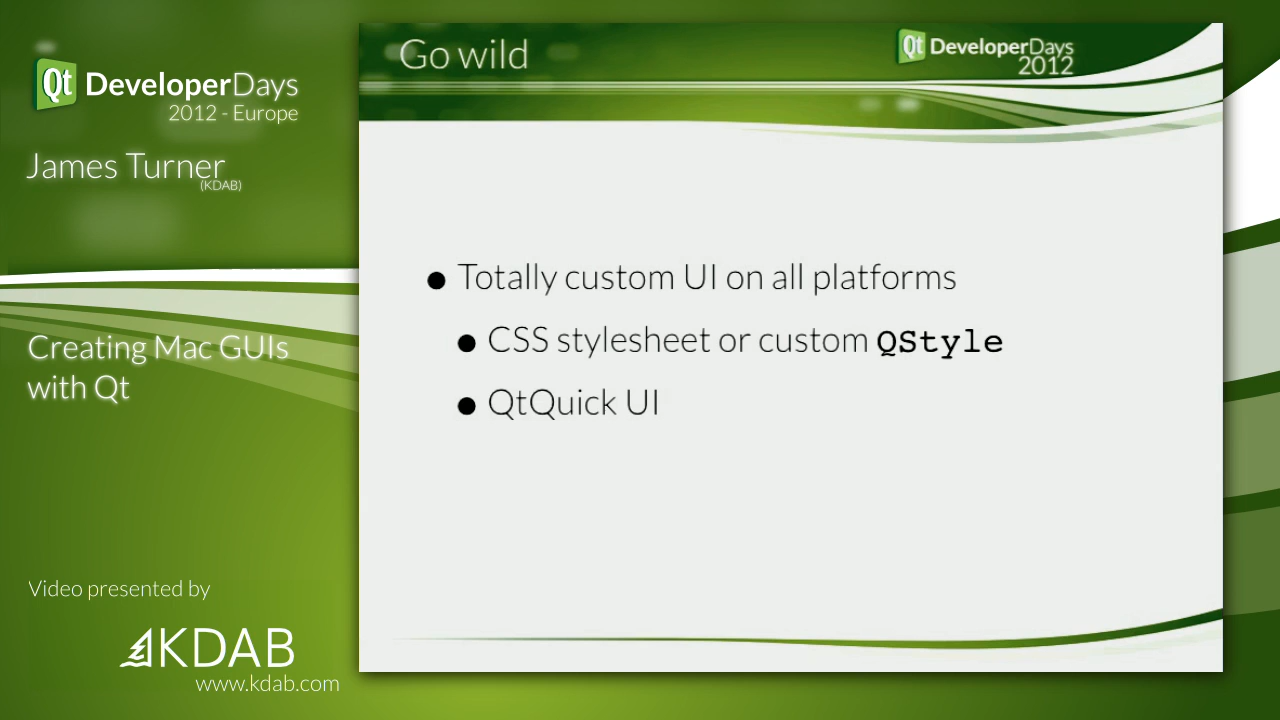 Qt DeveloperDays
2012 - Europe
James Turner
(KDAB)
Creating Mac GUIs
with Qt
Video presented by
KDAB
www.kdab.com
Go wild
Qt DeveloperDays
2012
● Totally custom UI on all platforms
● CSS stylesheet or custom QStyle
● QtQuick UI